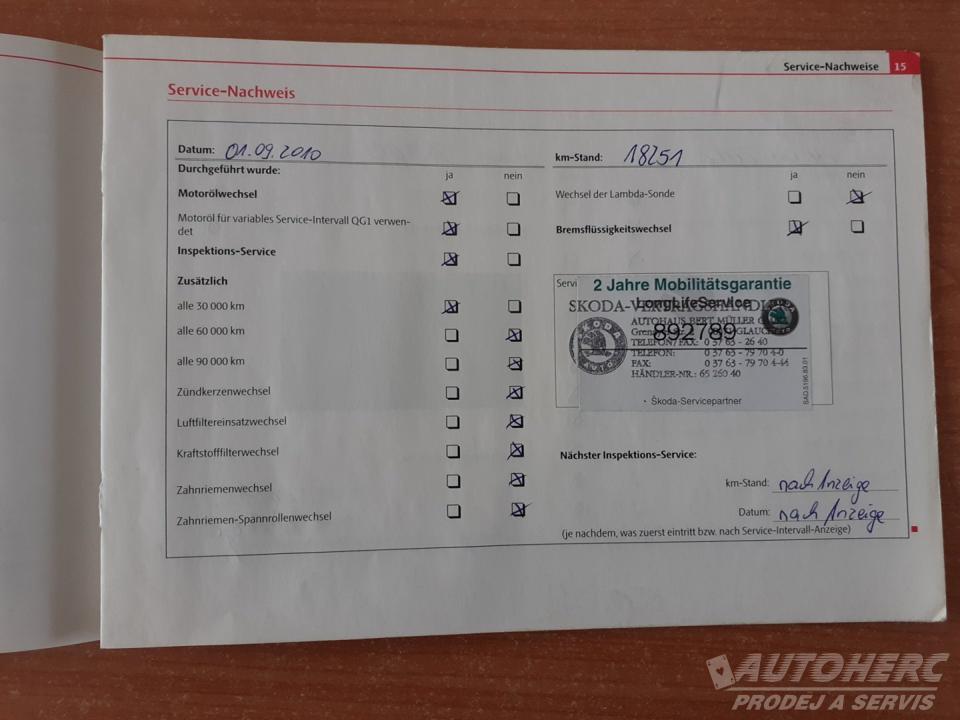 Service-Nachweise 15
Service-Nachweis
Datum: 01.09.2010
km-Stand: 18251
Durchgeführt wurde:
ja nein
ja nein
Motorölwechsel
Wechsel der Lambda-Sonde
Motoröl für variables Service-Intervall QG1 verwen-
det
Bremsflüssigkeitswechsel
Inspektions-Service
Zusätzlich
alle 30 000 km
alle 60 000 km
alle 90 000 km
Zündkerzenwechsel
Luftfiltereinsatzwechsel
Kraftstofffilterwechsel
Zahnriemenwechsel
Zahnriemen-Spannrollenwechsel
Servi
2 Jahre Mobilitätsgarantie
LongLifeService
AUTOHAUS BERT MÜLLER
892789
TELEFON/FAX: 0 37 63 - 26 40
TELEFON: 0 37 63 - 79 70 4-0
FAX: 0 37 63 - 79 70 4-44
HÄNDLER-NR.: 65 260 40
• Škoda-Servicepartner
SAD.5196.83.01
SKODA
Nächster Inspektions-Service:
km-Stand: nach Anzeige
Datum: nach Anzeige
(je nachdem, was zuerst eintritt bzw. nach Service-Intervall-Anzeige)
AUTOHERC
PRODEJ A SERVIS